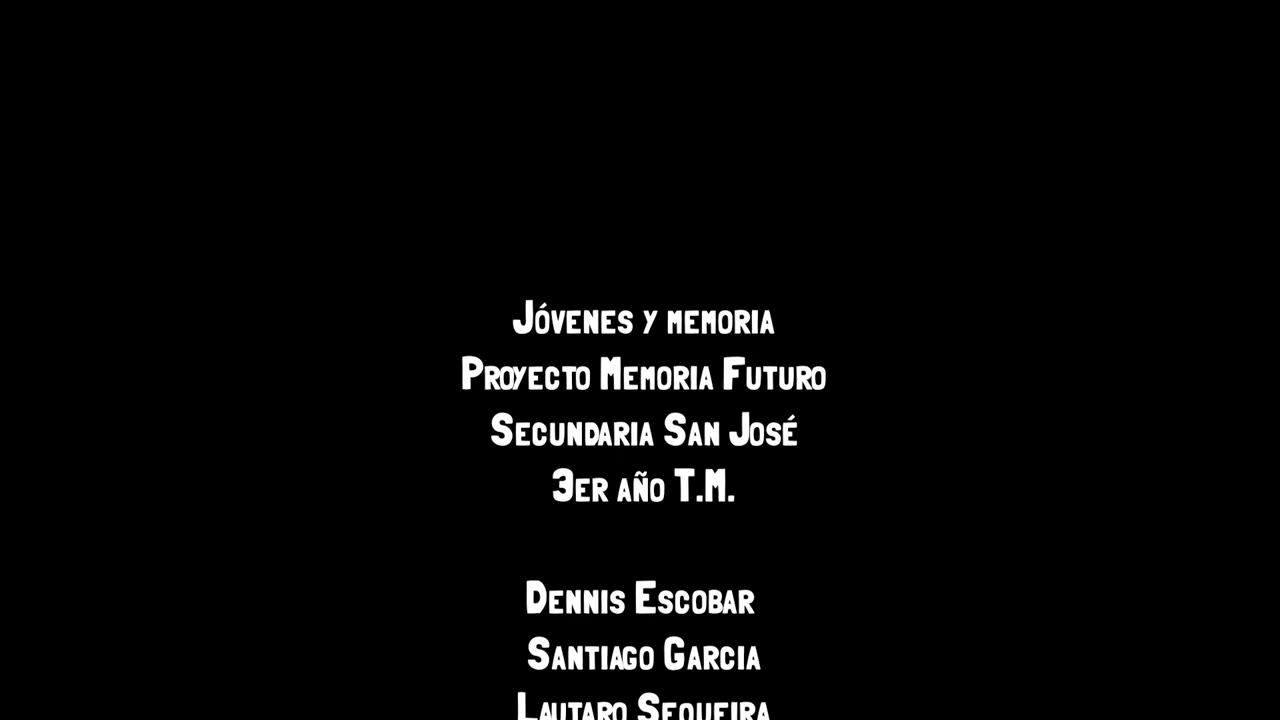 Jóvenes y memoria
Proyecto Memoria Futuro
Secundaria San José
3er año T.M.
Dennis Escobar
Santiago Garcia
Lautaro Sequeira